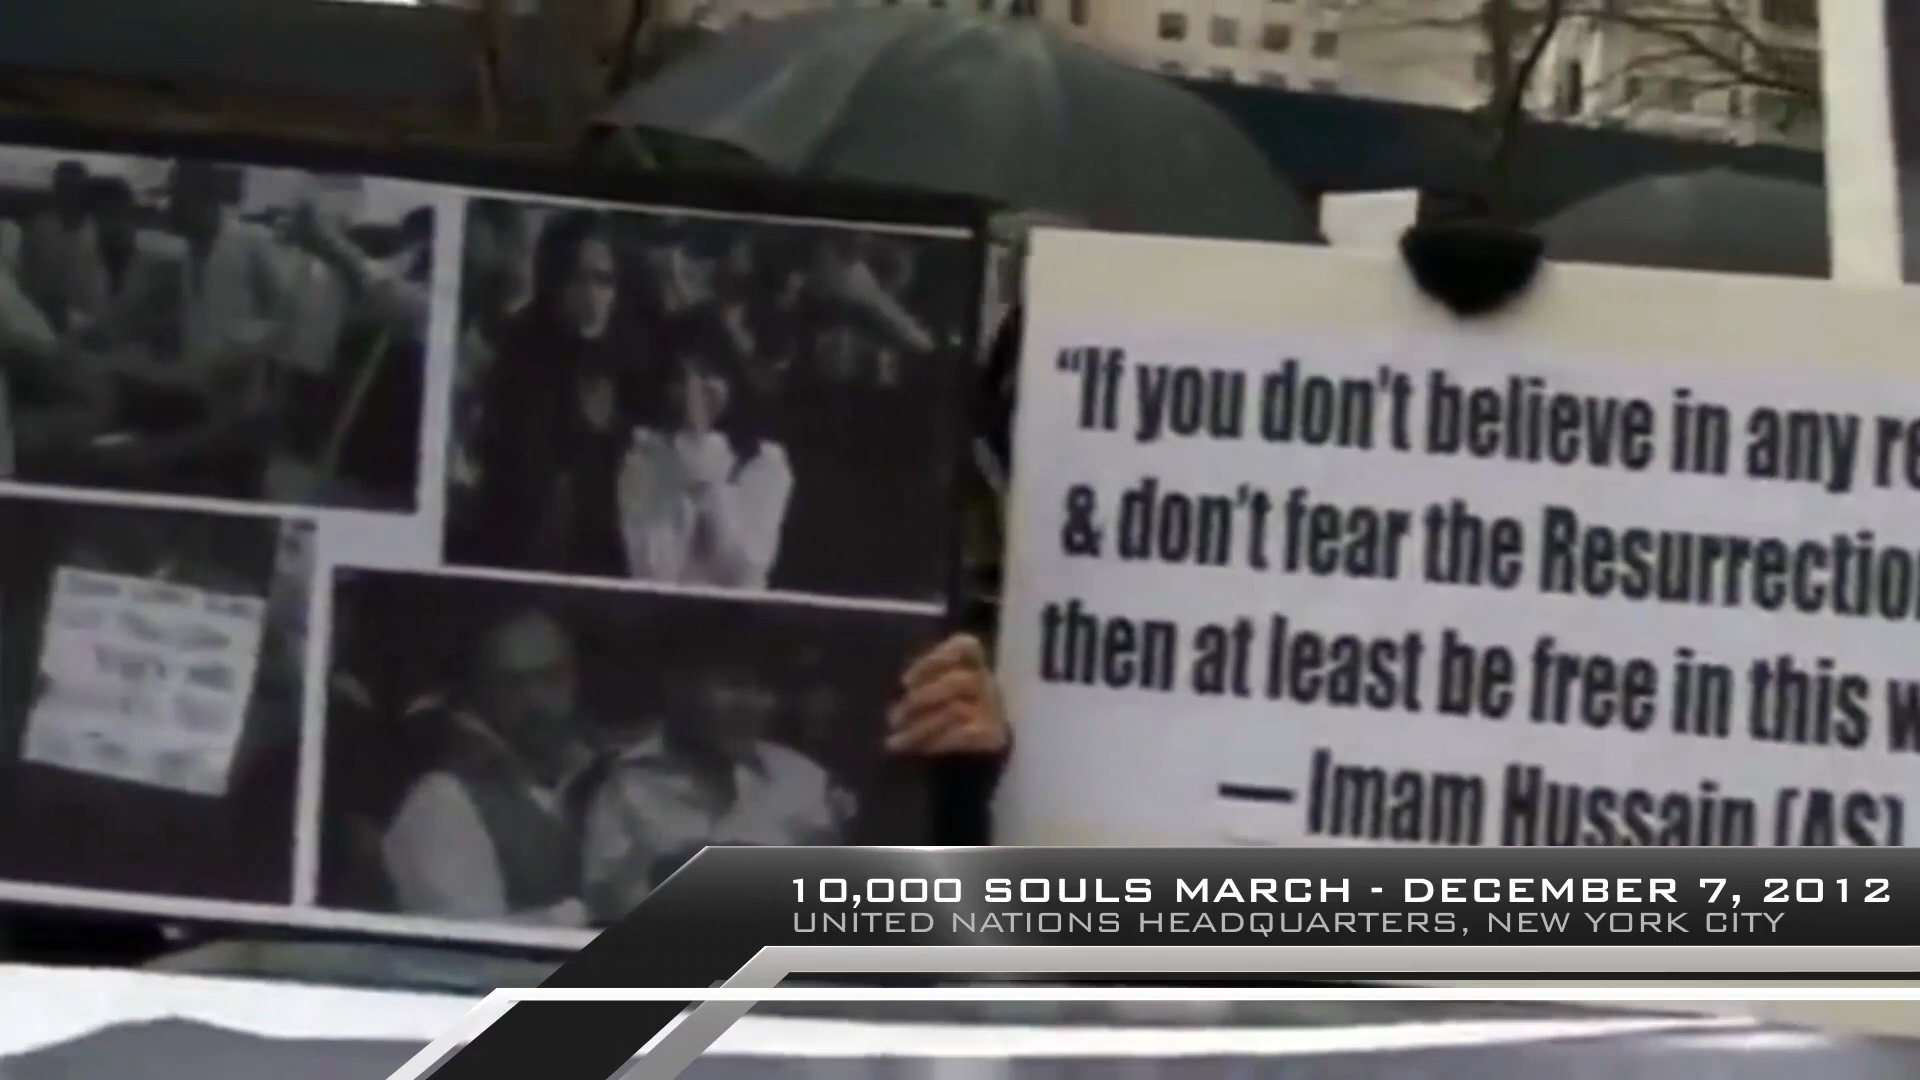 “If you don't believe in any re
& don't fear the Resurrectio
then at least be free in this w
— Imam Hussain (AS)
10,000 SOULS MARCH - DECEMBER 7, 2012
UNITED NATIONS HEADQUARTERS, NEW YORK CITY